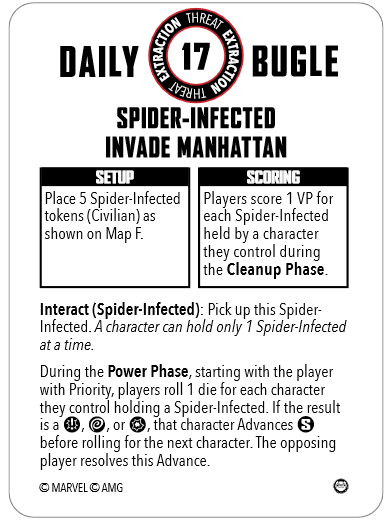 DAILY 17 BUGLE
THREAT EXTRACTION THREAT EXTRACTION
SPIDER-INFECTED
INVADE MANHATTAN
SETUP
Place 5 Spider-Infected
tokens (Civilian) as
shown on Map F.
SCORING
Players score 1 VP for
each Spider-Infected
held by a character
they control during
the Cleanup Phase.
Interact (Spider-Infected): Pick up this Spider-
Infected. A character can hold only 1 Spider-Infected
at a time.
During the Power Phase, starting with the player
with Priority, players roll 1 die for each character
they control holding a Spider-Infected. If the result
is a , , or , that character Advances S
before rolling for the next character. The opposing
player resolves this Advance.
© MARVEL © AMG